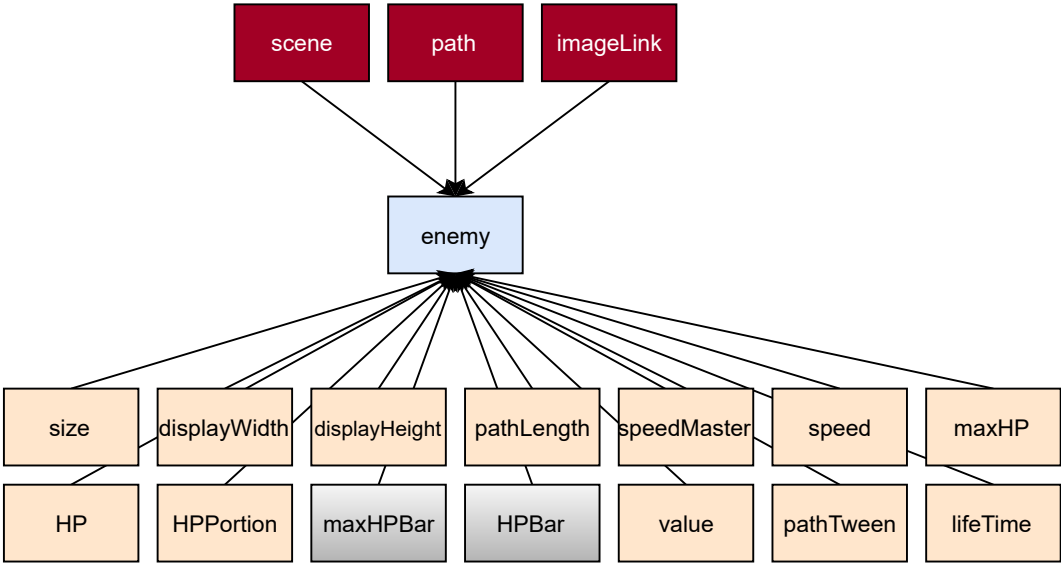 scene
path
imageLink
enemy
size
displayWidth
displayHeight
pathLength
speedMaster
speed
maxHP
HP
HPPortion
maxHPBar
HPBar
value
pathTween
lifeTime